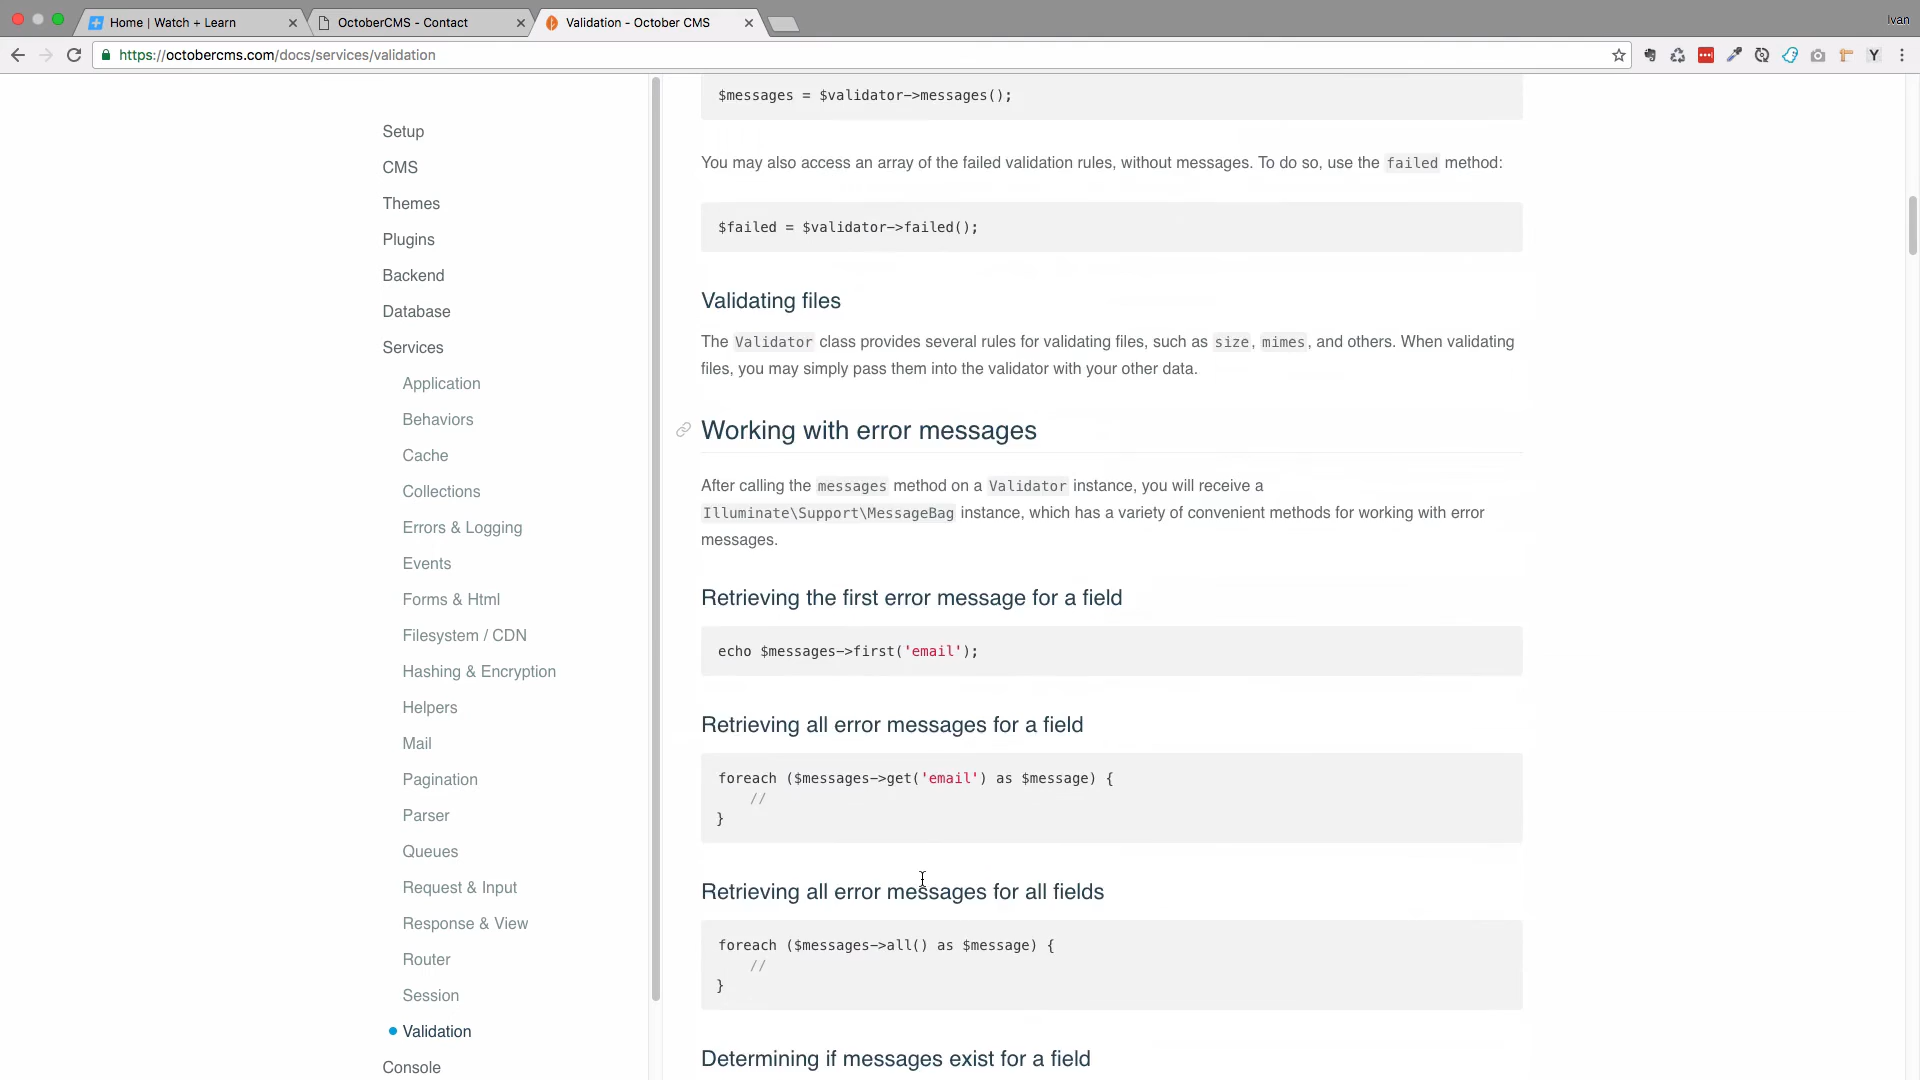 Home | Watch + Learn
OctoberCMS - Contact
Validation - October CMS
Ivan
https://octobercms.com/docs/services/validation
Setup
CMS
Themes
Plugins
Backend
Database
Services
Application
Behaviors
Cache
Collections
Errors & Logging
Events
Forms & Html
Filesystem / CDN
Hashing & Encryption
Helpers
Mail
Pagination
Parser
Queues
Request & Input
Response & View
Router
Session
Validation
Console
$messages = $validator->messages();
You may also access an array of the failed validation rules, without messages. To do so, use the failed method:
$failed = $validator->failed();
Validating files
The Validator class provides several rules for validating files, such as size, mimes, and others. When validating
files, you may simply pass them into the validator with your other data.
Working with error messages
After calling the messages method on a Validator instance, you will receive a
Illuminate\Support\MessageBag instance, which has a variety of convenient methods for working with error
messages.
Retrieving the first error message for a field
echo $messages->first('email');
Retrieving all error messages for a field
foreach ($messages->get('email') as $message) {
//
}
Retrieving all error messages for all fields
foreach ($messages->all() as $message) {
//
}
Determining if messages exist for a field